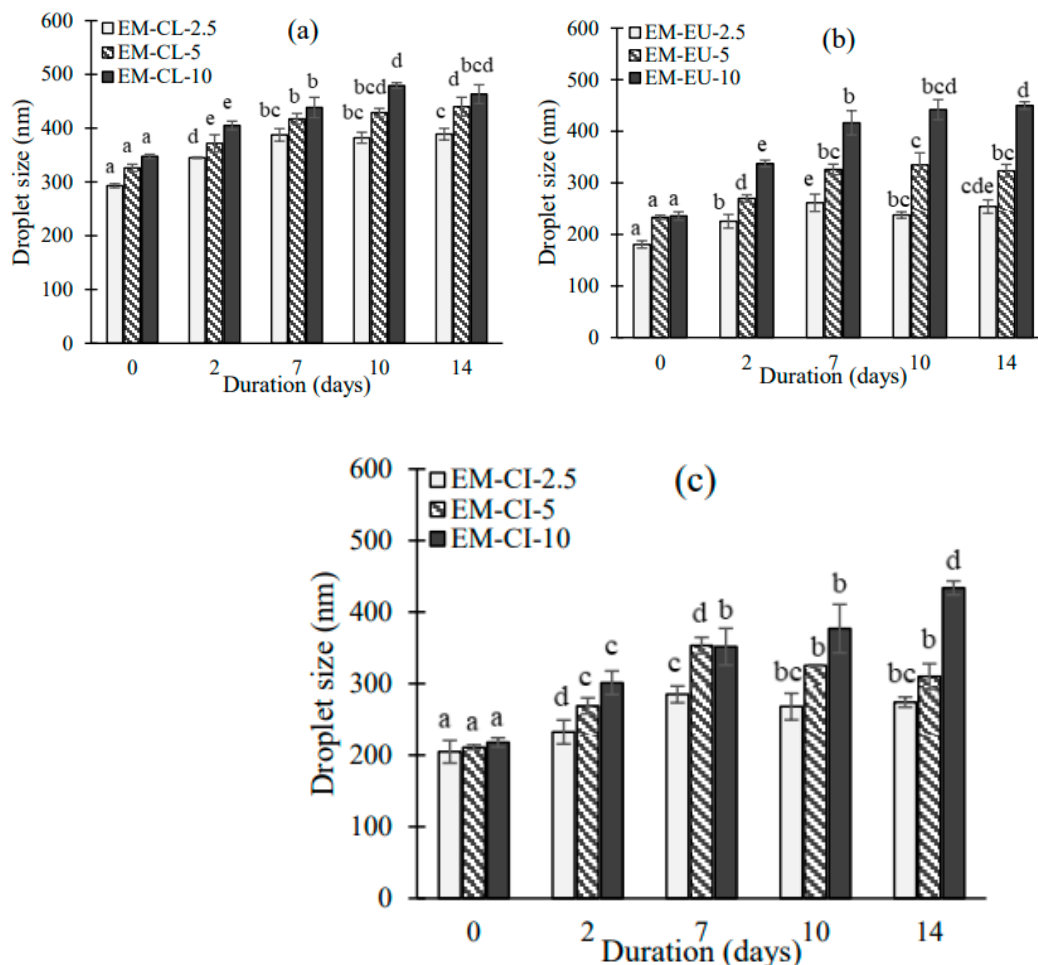 (a)
EM-CL-2.5
EM-CL-5
EM-CL-10
Droplet size (nm)
600
500
400
300
200
100
0
a a a
d e e
bc b b
bc bcd d
c d bcd
0 2 7 10 14
Duration (days)
(b)
EM-EU-2.5
EM-EU-5
EM-EU-10
Droplet size (nm)
600
500
400
300
200
100
0
a a a
b d e
e bc b
bc c bcd
cde bc d
0 2 7 10 14
Duration (days)
(c)
EM-CI-2.5
EM-CI-5
EM-CI-10
Droplet size (nm)
600
500
400
300
200
100
0
a a a
d c c
c d b
bc b b
bc b d
0 2 7 10 14
Duration (days)